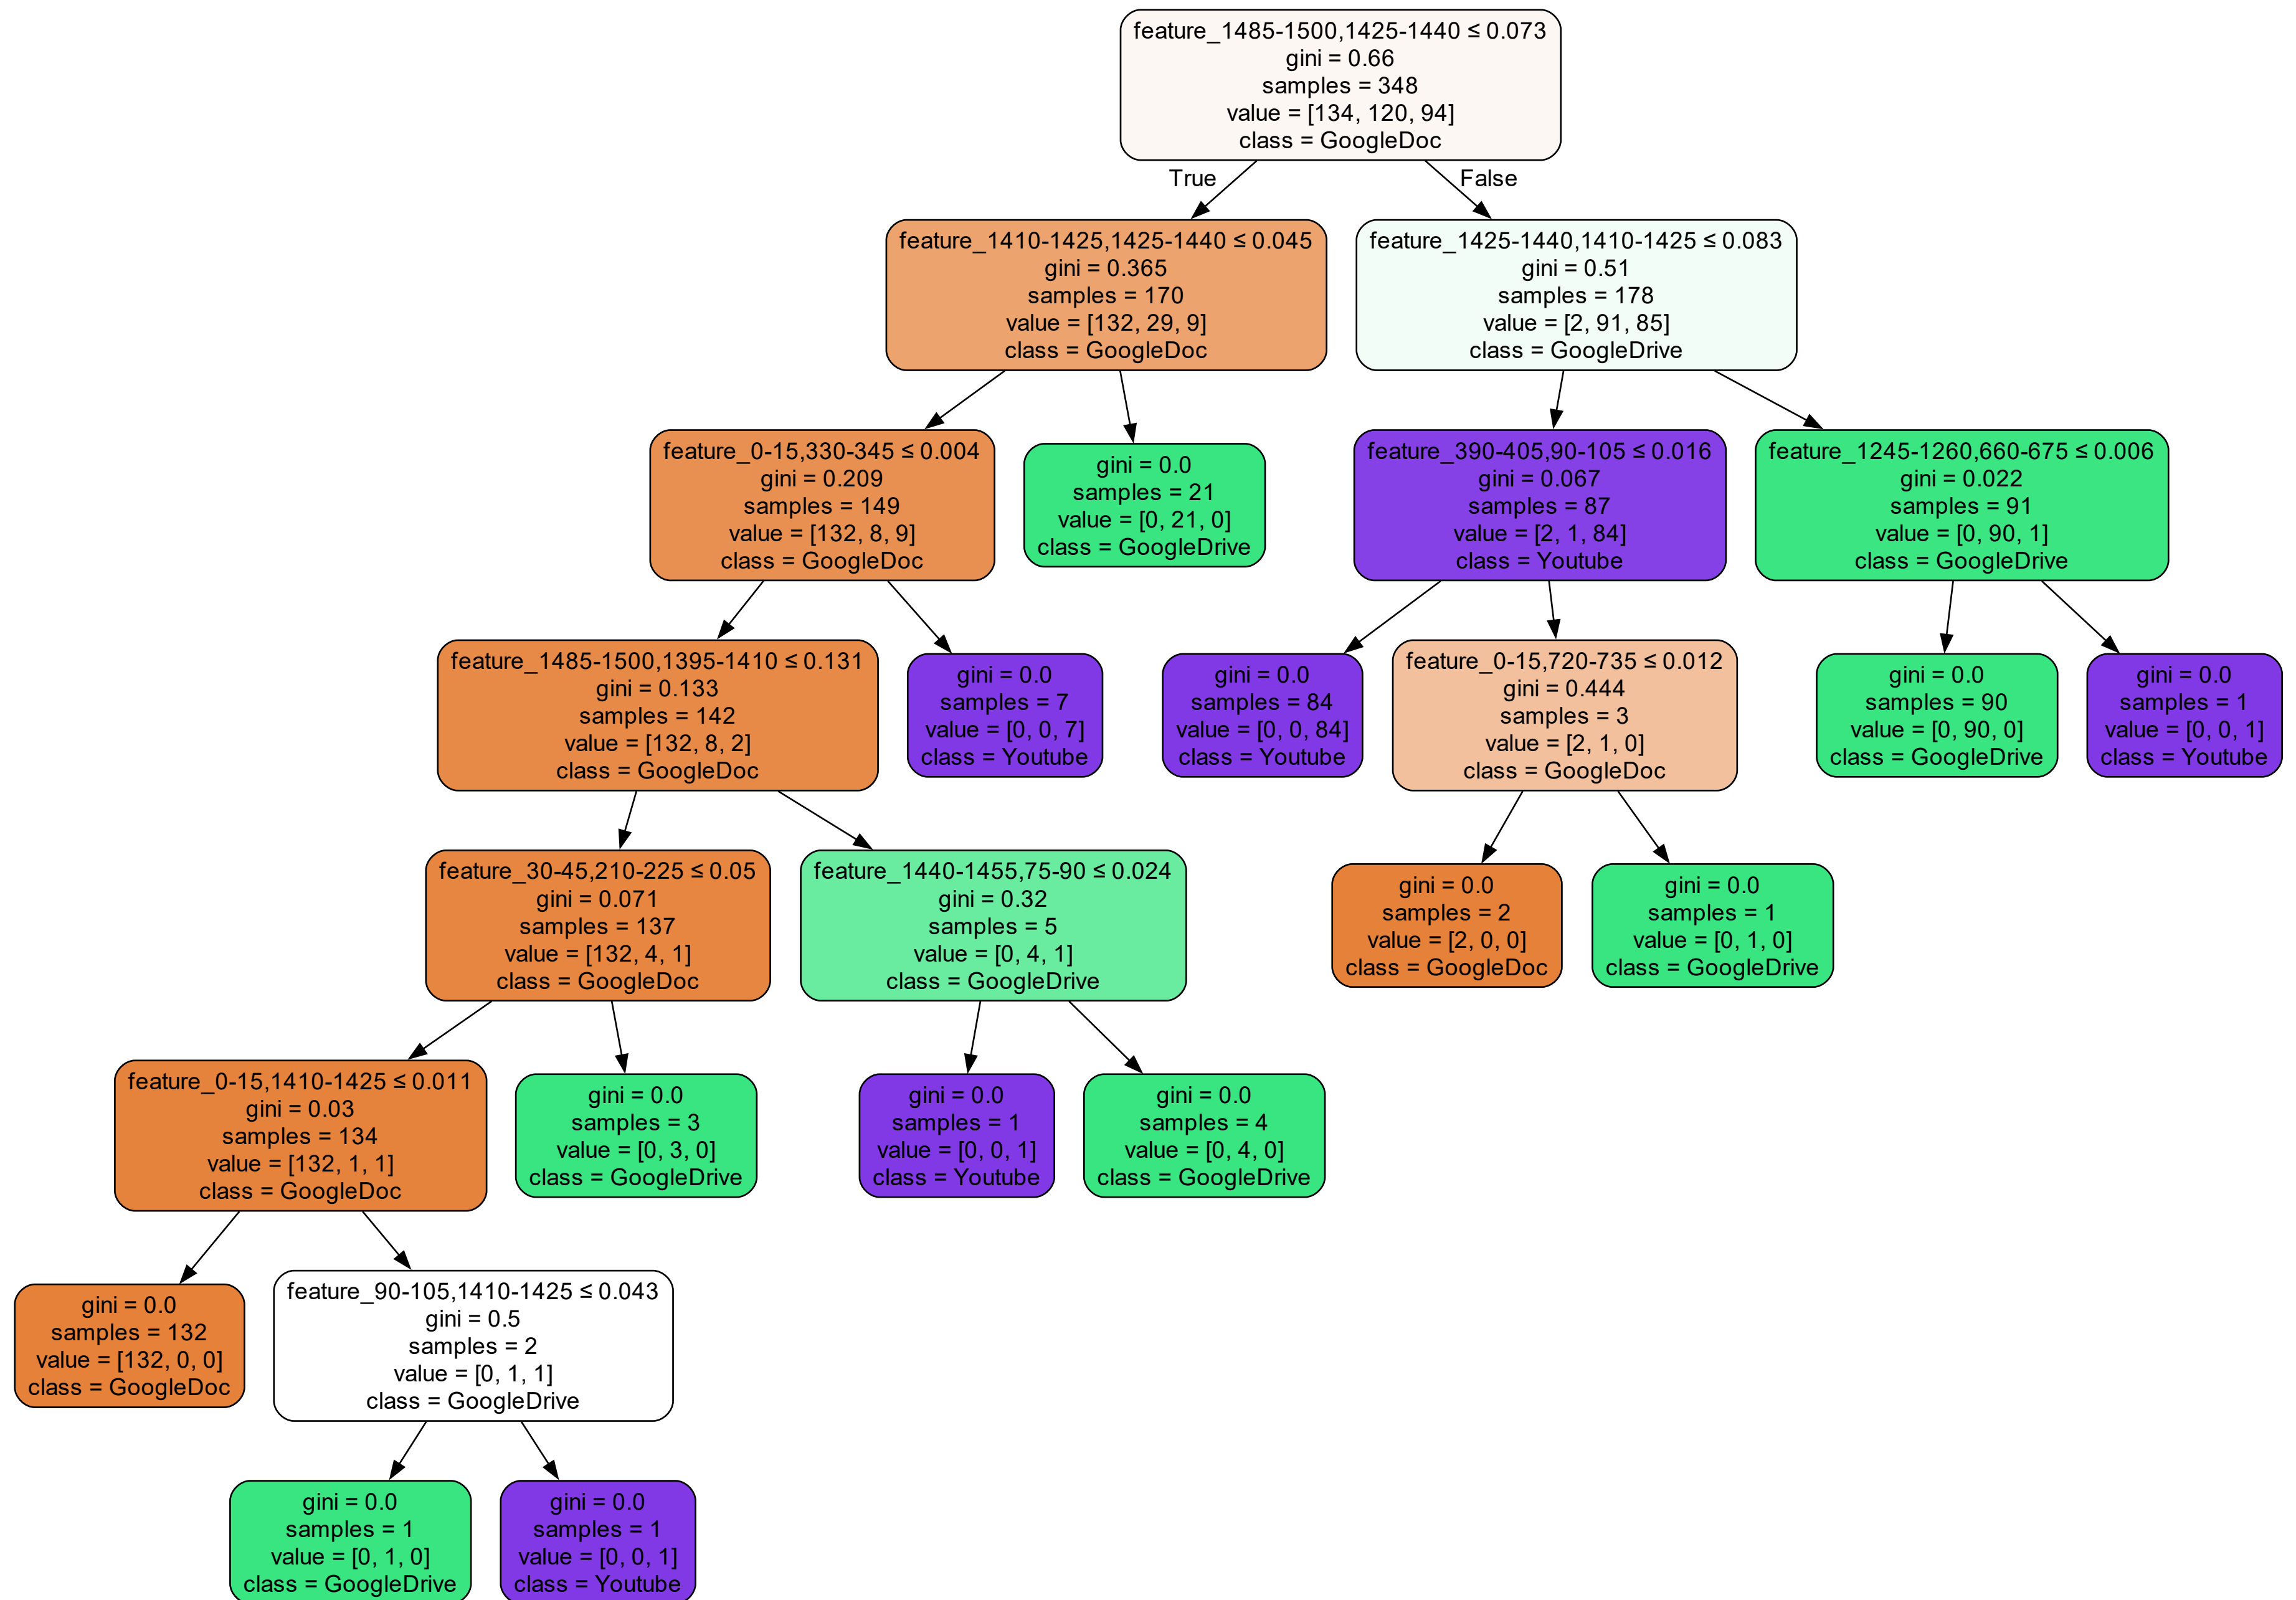 feature_1485-1500,1425-1440 ≤ 0.073
gini = 0.66
samples = 348
value = [134, 120, 94]
class = GoogleDoc
True
False
feature_1410-1425,1425-1440 ≤ 0.045
gini = 0.365
samples = 170
value = [132, 29, 9]
class = GoogleDoc
feature_1425-1440,1410-1425 ≤ 0.083
gini = 0.51
samples = 178
value = [2, 91, 85]
class = GoogleDrive
feature_0-15,330-345 ≤ 0.004
gini = 0.209
samples = 149
value = [132, 8, 9]
class = GoogleDoc
gini = 0.0
samples = 21
value = [0, 21, 0]
class = GoogleDrive
feature_390-405,90-105 ≤ 0.016
gini = 0.067
samples = 87
value = [2, 1, 84]
class = Youtube
feature_1245-1260,660-675 ≤ 0.006
gini = 0.022
samples = 91
value = [0, 90, 1]
class = GoogleDrive
feature_1485-1500,1395-1410 ≤ 0.131
gini = 0.133
samples = 142
value = [132, 8, 2]
class = GoogleDoc
gini = 0.0
samples = 7
value = [0, 0, 7]
class = Youtube
gini = 0.0
samples = 84
value = [0, 0, 84]
class = Youtube
feature_0-15,720-735 ≤ 0.012
gini = 0.444
samples = 3
value = [2, 1, 0]
class = GoogleDoc
gini = 0.0
samples = 90
value = [0, 90, 0]
class = GoogleDrive
gini = 0.0
samples = 1
value = [0, 0, 1]
class = Youtube
feature_30-45,210-225 ≤ 0.05
gini = 0.071
samples = 137
value = [132, 4, 1]
class = GoogleDoc
feature_1440-1455,75-90 ≤ 0.024
gini = 0.32
samples = 5
value = [0, 4, 1]
class = GoogleDrive
gini = 0.0
samples = 2
value = [2, 0, 0]
class = GoogleDoc
gini = 0.0
samples = 1
value = [0, 1, 0]
class = GoogleDrive
feature_0-15,1410-1425 ≤ 0.011
gini = 0.03
samples = 134
value = [132, 1, 1]
class = GoogleDoc
gini = 0.0
samples = 3
value = [0, 3, 0]
class = GoogleDrive
gini = 0.0
samples = 1
value = [0, 0, 1]
class = Youtube
gini = 0.0
samples = 4
value = [0, 4, 0]
class = GoogleDrive
gini = 0.0
samples = 132
value = [132, 0, 0]
class = GoogleDoc
feature_90-105,1410-1425 ≤ 0.043
gini = 0.5
samples = 2
value = [0, 1, 1]
class = GoogleDrive
gini = 0.0
samples = 1
value = [0, 1, 0]
class = GoogleDrive
gini = 0.0
samples = 1
value = [0, 0, 1]
class = Youtube